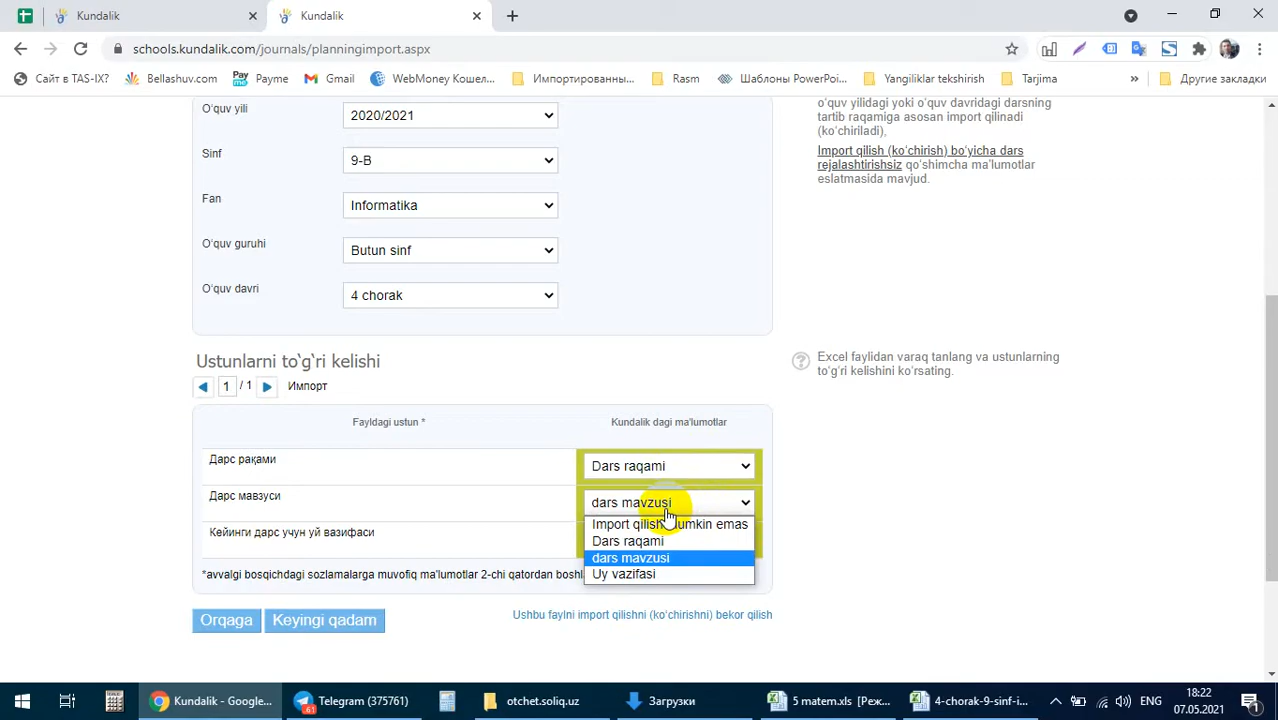 Kundalik
Kundalik
schools.kundalik.com/journals/planningimport.aspx
Сайт в TAS-IX?
Bellashuv.com
Pay me
Payme
Gmail
WebMoney Кошел...
Импортированны...
Rasm
Шаблоны PowerPoi...
Yangiliklar tekshirish
Tarjima
»
Другие закладки
O'quv yili
2020/2021
Sinf
9-B
Fan
Informatika
O'quv guruhi
Butun sinf
O'quv davri
4 chorak
o'quv yilidagi yoki o'quv davridagi darsning
tartib raqamiga asosan import qilinadi
(ko'chiriladi),
Import qilish (ko'chirish) bo'yicha dars
rejalashtirishsiz qo'shimcha ma'lumotlar
eslatmasida mavjud.
Ustunlarni to`g`ri kelishi
1 / 1 Импорт
? Excel faylidan varaq tanlang va ustunlarning
to'g'ri kelishini ko'rsating.
Fayldagi ustun *
Kundalik dagi ma'lumotlar
Дарс рақами
Dars raqami
Дарс мавзуси
dars mavzusi
Import qilish
umkin emas
Dars raqami
dars mavzusi
Uy vazifasi
Кейинги дарс учун уй вазифаси
*avvalgi bosqichdagi sozlamalarga muvofiq ma'lumotlar 2-chi qatordan boshl
Orqaga
Keyingi qadam
Ushbu faylni import qilishni (ko'chirishni) bekor qilish
Kundalik - Google...
61
Telegram (375761)
otchet.soliq.uz
Загрузки
5 matem.xls [Реж...
4-chorak-9-sinf-i...
ENG
18:22
07.05.2021
1